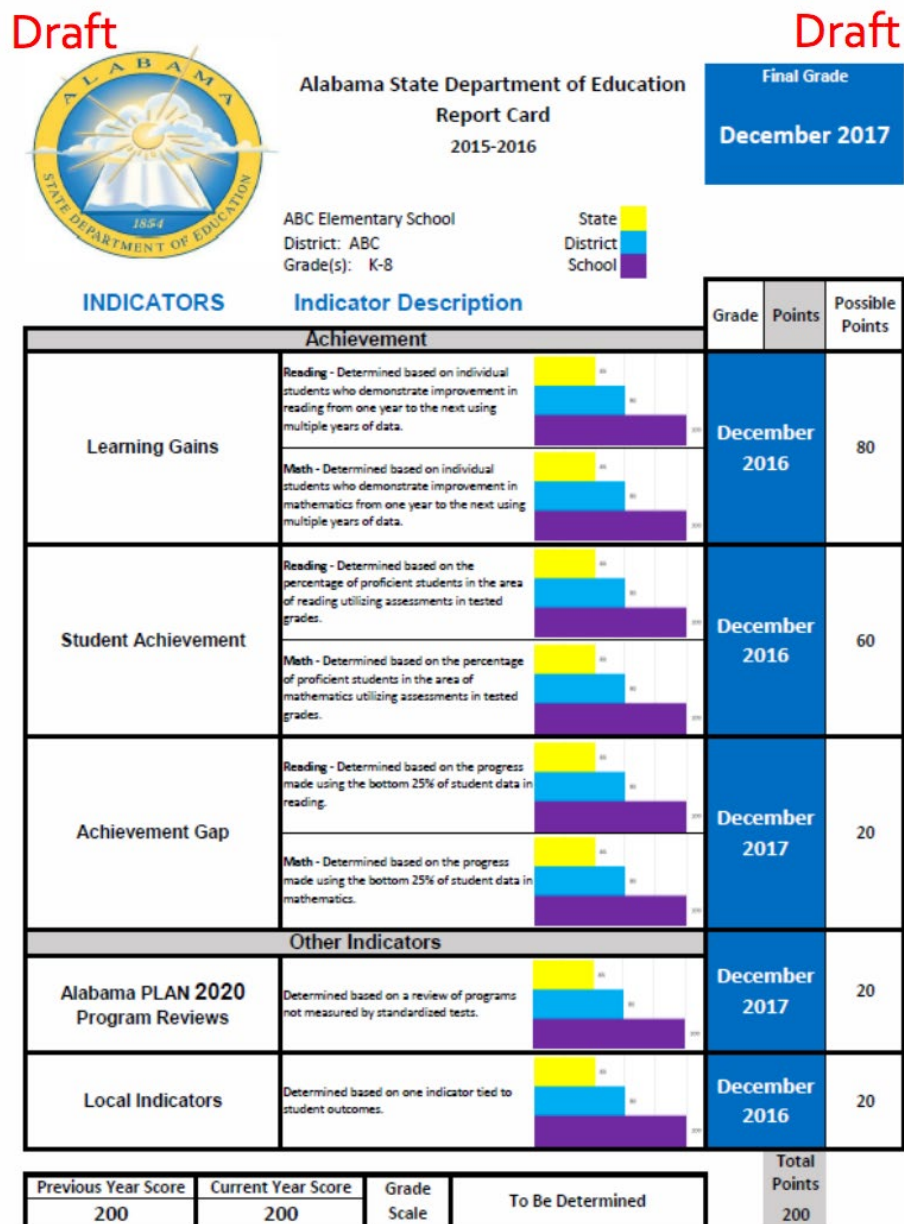 Draft
Draft
ALABAMA
STATE DEPARTMENT OF EDUCATION
1854
Alabama State Department of Education
Report Card
2015-2016
Final Grade
December 2017
ABC Elementary School
District: ABC
Grade(s): K-8
State
District
School
INDICATORS
Indicator Description
Grade
Points
Possible
Points
Achievement
Learning Gains
Reading - Determined based on individual
students who demonstrate improvement in
reading from one year to the next using
multiple years of data.
Math - Determined based on individual
students who demonstrate improvement in
mathematics from one year to the next using
multiple years of data.
December
2016
80
Student Achievement
Reading - Determined based on the
percentage of proficient students in the area
of reading utilizing assessments in tested
grades.
Math - Determined based on the percentage
of proficient students in the area of
mathematics utilizing assessments in tested
grades.
December
2016
60
Achievement Gap
Reading - Determined based on the progress
made using the bottom 25% of student data in
reading.
Math - Determined based on the progress
made using the bottom 25% of student data in
mathematics.
December
2017
20
Other Indicators
Alabama PLAN 2020
Program Reviews
Determined based on a review of programs
not measured by standardized tests.
December
2017
20
Local Indicators
Determined based on one indicator tied to
student outcomes.
December
2016
20
Previous Year Score
200
Current Year Score
200
Grade
Scale
To Be Determined
Total
Points
200